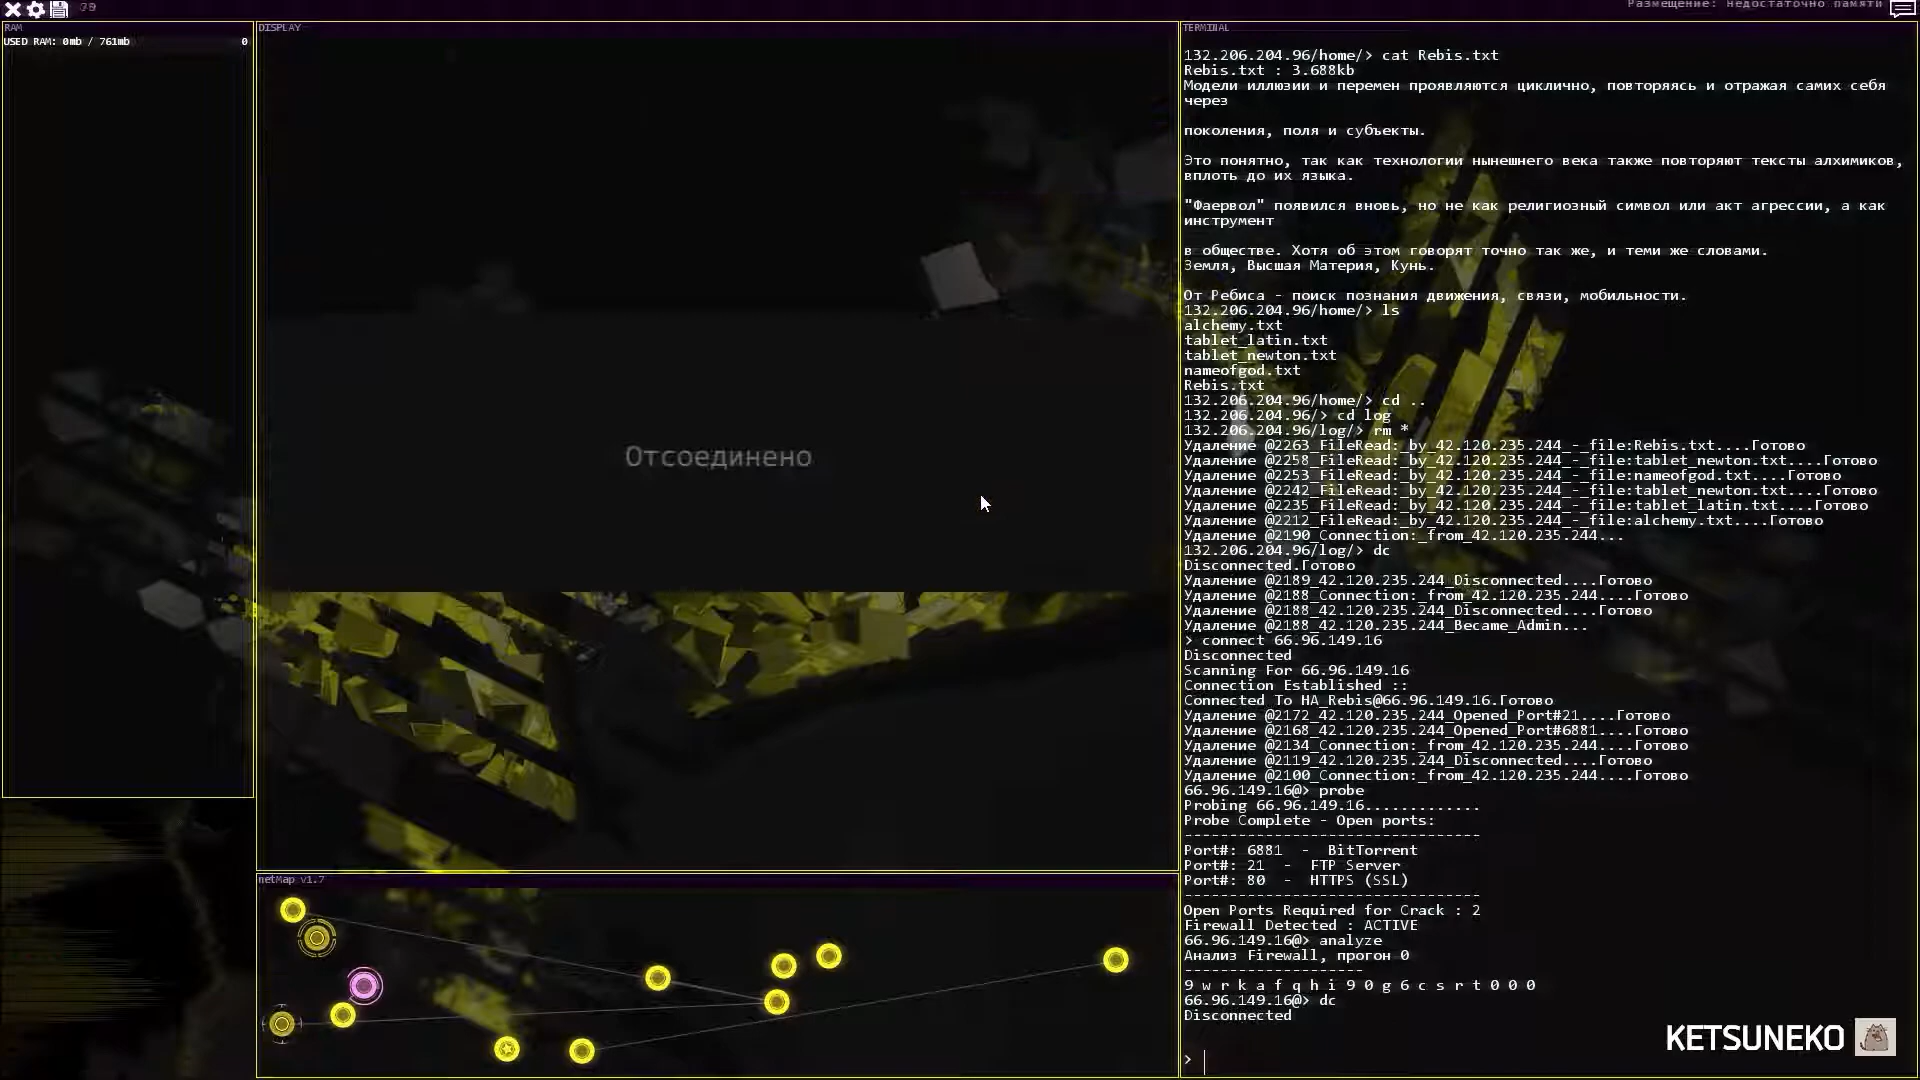 29
Размещение: недостаточно памяти
RAM
USED RAM: 0mb / 761mb 0
DISPLAY
Отсоединено
netMap v1.7
TERMINAL
132.206.204.96/home/> cat Rebis.txt
Rebis.txt : 3.688kb
Модели иллюзии и перемен проявляются циклично, повторяясь и отражая самих себя
через
поколения, поля и субъекты.
Это понятно, так как технологии нынешнего века также повторяют тексты алхимиков,
вплоть до их языка.
"Фаервол" появился вновь, но не как религиозный символ или акт агрессии, а как
инструмент
в обществе. Хотя об этом говорят точно так же, и теми же словами.
Земля, Высшая Материя, Кунь.
От Ребиса - поиск познания движения, связи, мобильности.
132.206.204.96/home/> ls
alchemy.txt
tablet_latin.txt
tablet_newton.txt
nameofgod.txt
Rebis.txt
132.206.204.96/home/> cd ..
132.206.204.96/> cd log
132.206.204.96/log/> rm *
Удаление @2263_FileRead:_by_42.120.235.244_-_file:Rebis.txt....Готово
Удаление @2258_FileRead:_by_42.120.235.244_-_file:tablet_newton.txt....Готово
Удаление @2253_FileRead:_by_42.120.235.244_-_file:nameofgod.txt....Готово
Удаление @2242_FileRead:_by_42.120.235.244_-_file:tablet_newton.txt....Готово
Удаление @2235_FileRead:_by_42.120.235.244_-_file:tablet_latin.txt....Готово
Удаление @2212_FileRead:_by_42.120.235.244_-_file:alchemy.txt....Готово
Удаление @2190_Connection:_from_42.120.235.244...
132.206.204.96/log/> dc
Disconnected.Готово
Удаление @2189_42.120.235.244_Disconnected....Готово
Удаление @2188_Connection:_from_42.120.235.244....Готово
Удаление @2188_42.120.235.244_Disconnected....Готово
Удаление @2188_42.120.235.244_Became_Admin...
> connect 66.96.149.16
Disconnected
Scanning For 66.96.149.16
Connection Established ::
Connected To HA_Rebis@66.96.149.16.Готово
Удаление @2172_42.120.235.244_Opened_Port#21....Готово
Удаление @2168_42.120.235.244_Opened_Port#6881....Готово
Удаление @2134_Connection:_from_42.120.235.244....Готово
Удаление @2119_42.120.235.244_Disconnected....Готово
Удаление @2100_Connection:_from_42.120.235.244....Готово
66.96.149.16@> probe
Probing 66.96.149.16.............
Probe Complete - Open ports:
---------------------------------
Port#: 6881 - BitTorrent
Port#: 21 - FTP Server
Port#: 80 - HTTPS (SSL)
---------------------------------
Open Ports Required for Crack : 2
Firewall Detected : ACTIVE
66.96.149.16@> analyze
Анализ Firewall, прогон 0
--------------------
9 w r k a f q h i 9 0 g 6 c s r t 0 0 0
66.96.149.16@> dc
Disconnected
>
KETSUNEKO